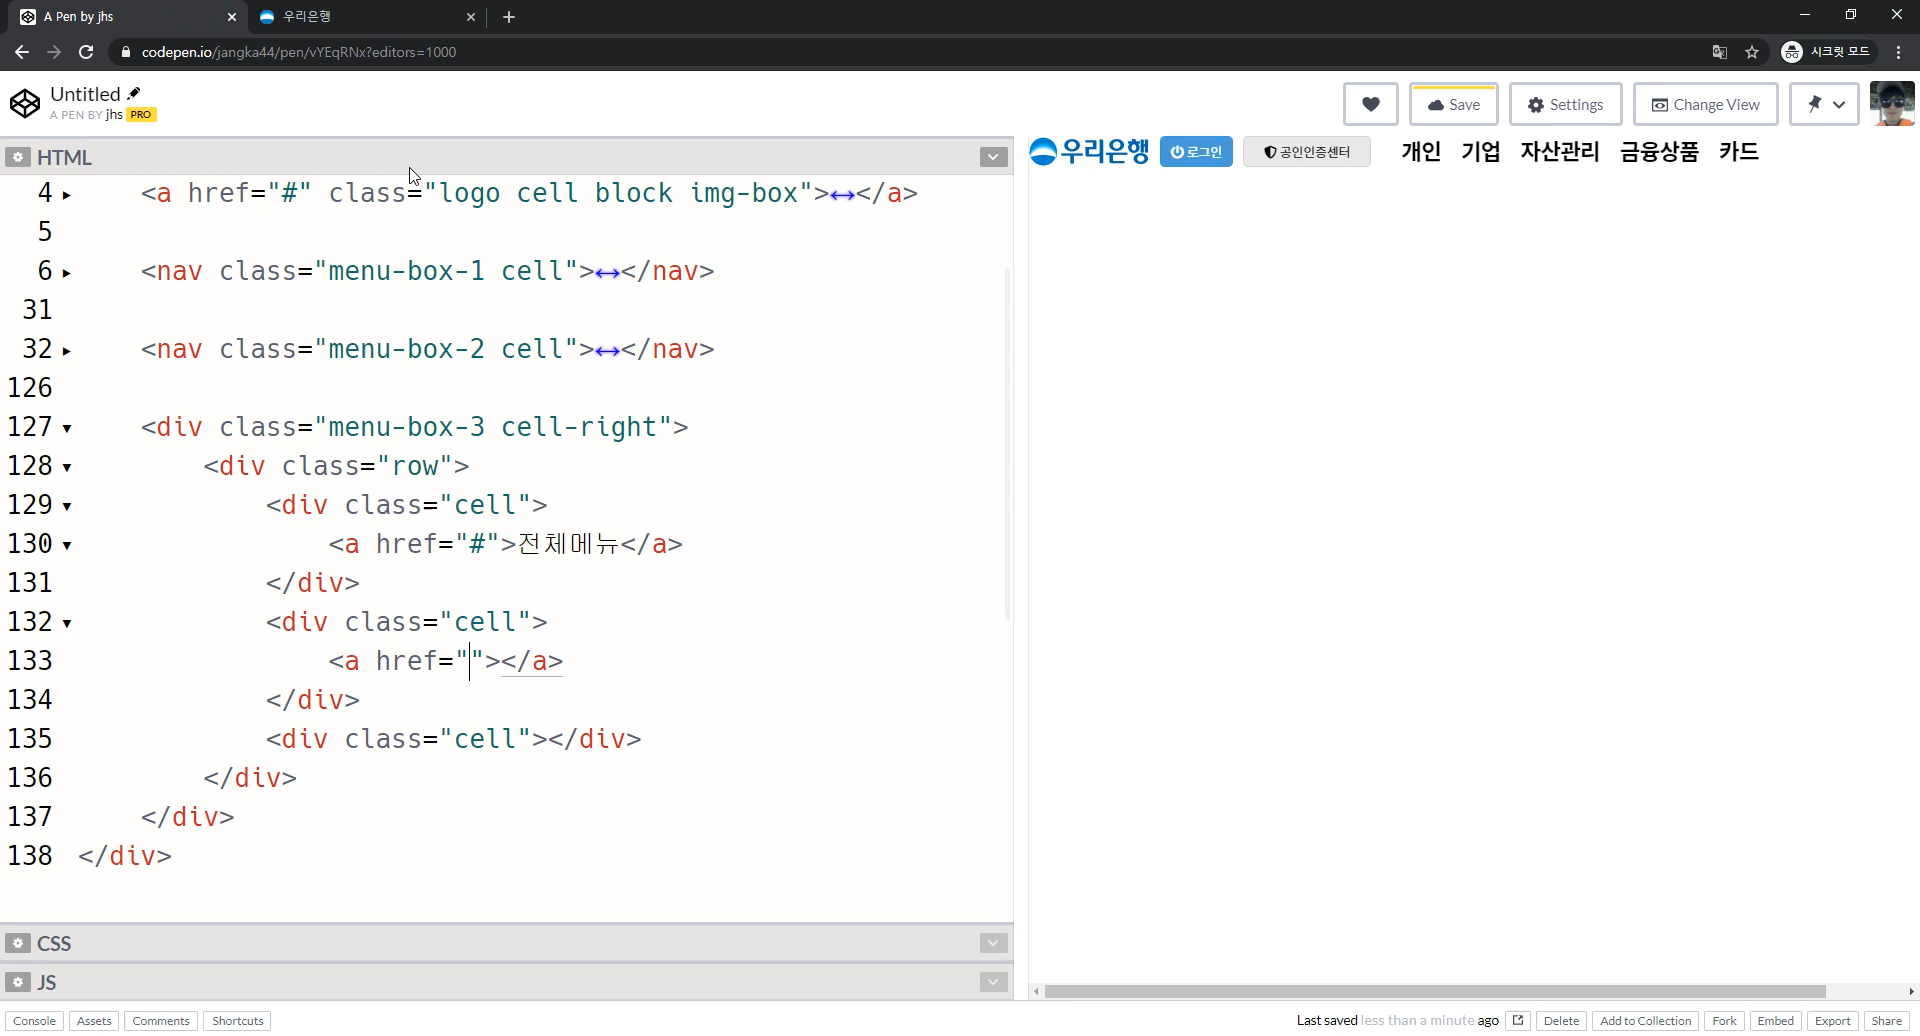 A Pen by jhs
우리은행
codepen.io/jangka44/pen/vYEqRNx?editors=1000
시크릿 모드
Untitled
A PEN BY jhs PRO
Save
Settings
Change View
HTML
우리은행 로그인 공인인증센터 개인 기업 자산관리 금융상품 카드
4 <a href="#" class="logo cell block img-box">↔</a>
5
6 <nav class="menu-box-1 cell">↔</nav>
31
32 <nav class="menu-box-2 cell">↔</nav>
126
127 <div class="menu-box-3 cell-right">
128 <div class="row">
129 <div class="cell">
130 <a href="#">전체메뉴</a>
131 </div>
132 <div class="cell">
133 <a href=""></a>
134 </div>
135 <div class="cell"></div>
136 </div>
137 </div>
138 </div>
CSS
JS
Console Assets Comments Shortcuts
Last saved less than a minute ago Delete Add to Collection Fork Embed Export Share